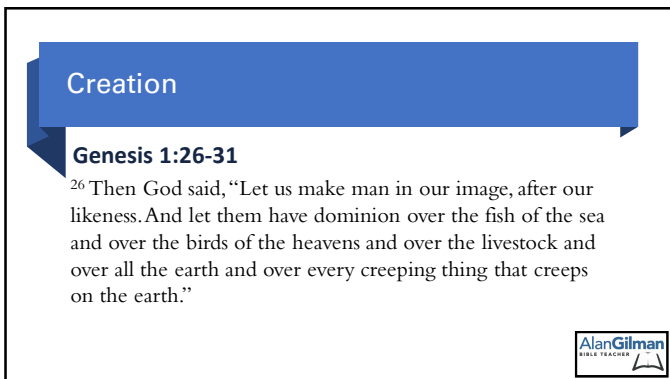 Creation
Genesis 1:26-31
26 Then God said, “Let us make man in our image, after our
likeness. And let them have dominion over the fish of the sea
and over the birds of the heavens and over the livestock and
over all the earth and over every creeping thing that creeps
on the earth.”
AlanGilman
BIBLE TEACHER